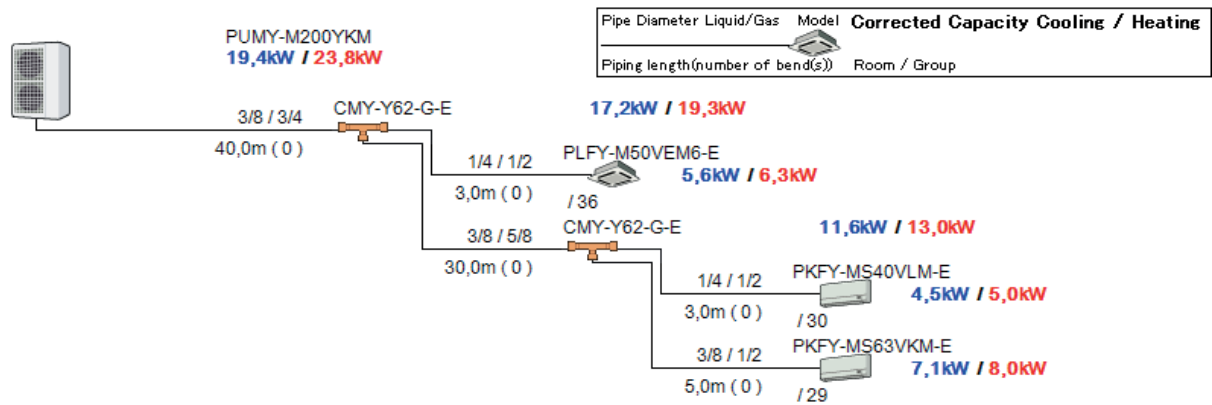 Pipe Diameter Liquid/Gas Model Corrected Capacity Cooling / Heating
Piping length(number of bend(s)) Room / Group
PUMY-M200YKM
19,4kW / 23,8kW
3/8 / 3/4
40,0m ( 0 )
CMY-Y62-G-E
17,2kW / 19,3kW
1/4 / 1/2
3,0m ( 0 )
PLFY-M50VEM6-E
5,6kW / 6,3kW
/ 36
3/8 / 5/8
30,0m ( 0 )
CMY-Y62-G-E
11,6kW / 13,0kW
1/4 / 1/2
3,0m ( 0 )
PKFY-MS40VLM-E
4,5kW / 5,0kW
/ 30
3/8 / 1/2
5,0m ( 0 )
PKFY-MS63VKM-E
7,1kW / 8,0kW
/ 29